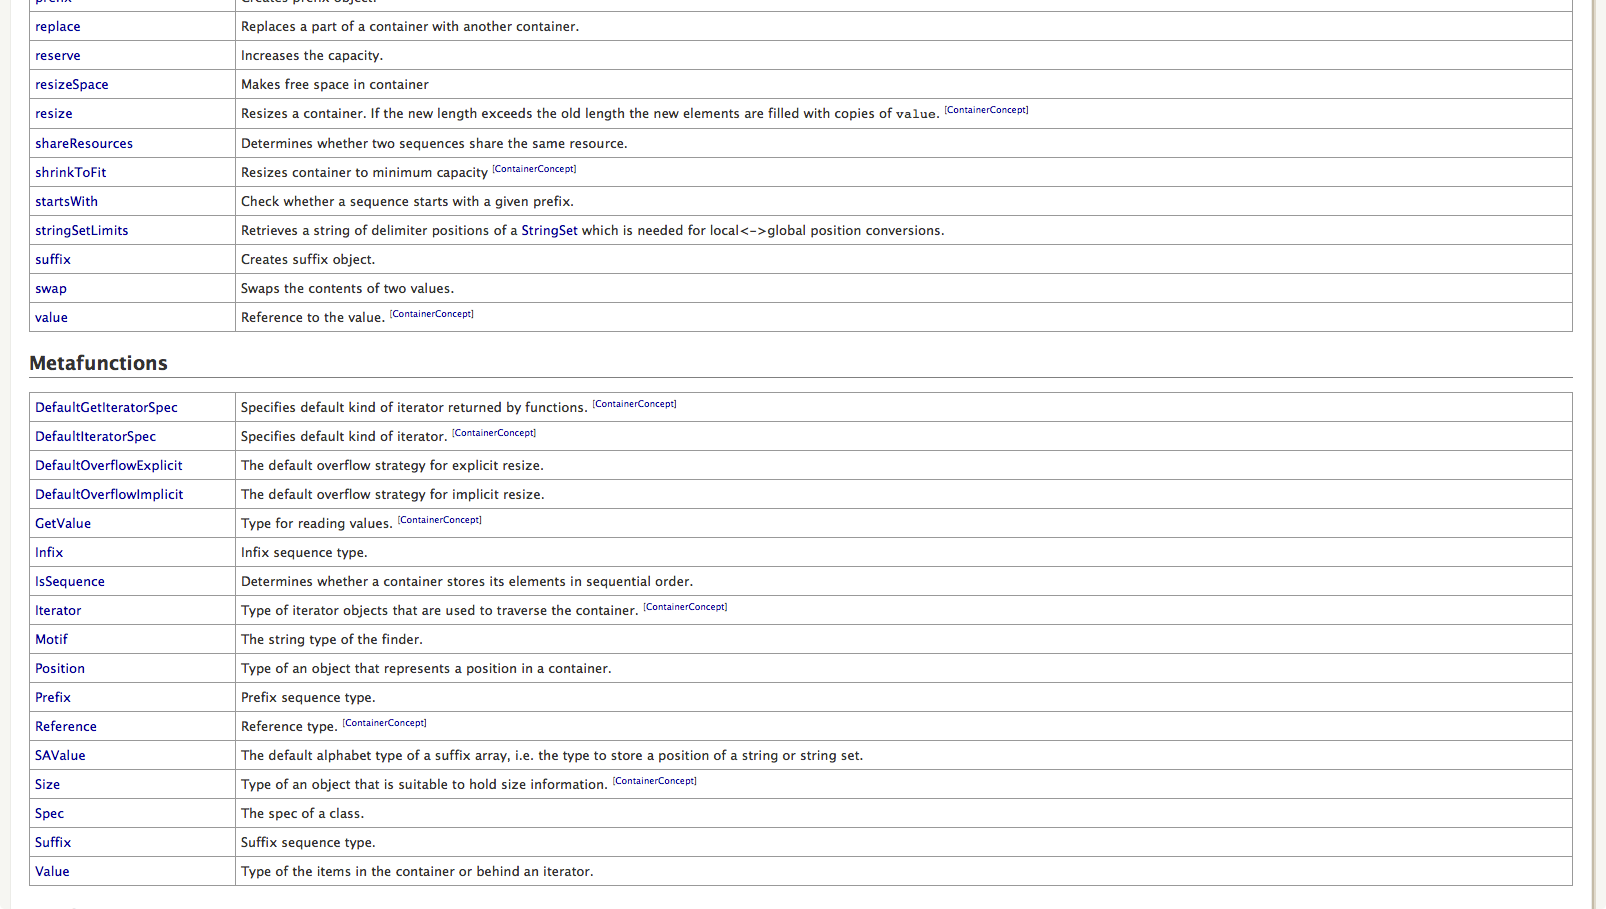 prefix Creates prefix object.
replace Replaces a part of a container with another container.
reserve Increases the capacity.
resizeSpace Makes free space in container
resize Resizes a container. If the new length exceeds the old length the new elements are filled with copies of value. [ContainerConcept]
shareResources Determines whether two sequences share the same resource.
shrinkToFit Resizes container to minimum capacity [ContainerConcept]
startsWith Check whether a sequence starts with a given prefix.
stringSetLimits Retrieves a string of delimiter positions of a StringSet which is needed for local<->global position conversions.
suffix Creates suffix object.
swap Swaps the contents of two values.
value Reference to the value. [ContainerConcept]
Metafunctions
DefaultGetIteratorSpec Specifies default kind of iterator returned by functions. [ContainerConcept]
DefaultIteratorSpec Specifies default kind of iterator. [ContainerConcept]
DefaultOverflowExplicit The default overflow strategy for explicit resize.
DefaultOverflowImplicit The default overflow strategy for implicit resize.
GetValue Type for reading values. [ContainerConcept]
Infix Infix sequence type.
IsSequence Determines whether a container stores its elements in sequential order.
Iterator Type of iterator objects that are used to traverse the container. [ContainerConcept]
Motif The string type of the finder.
Position Type of an object that represents a position in a container.
Prefix Prefix sequence type.
Reference Reference type. [ContainerConcept]
SAValue The default alphabet type of a suffix array, i.e. the type to store a position of a string or string set.
Size Type of an object that is suitable to hold size information. [ContainerConcept]
Spec The spec of a class.
Suffix Suffix sequence type.
Value Type of the items in the container or behind an iterator.